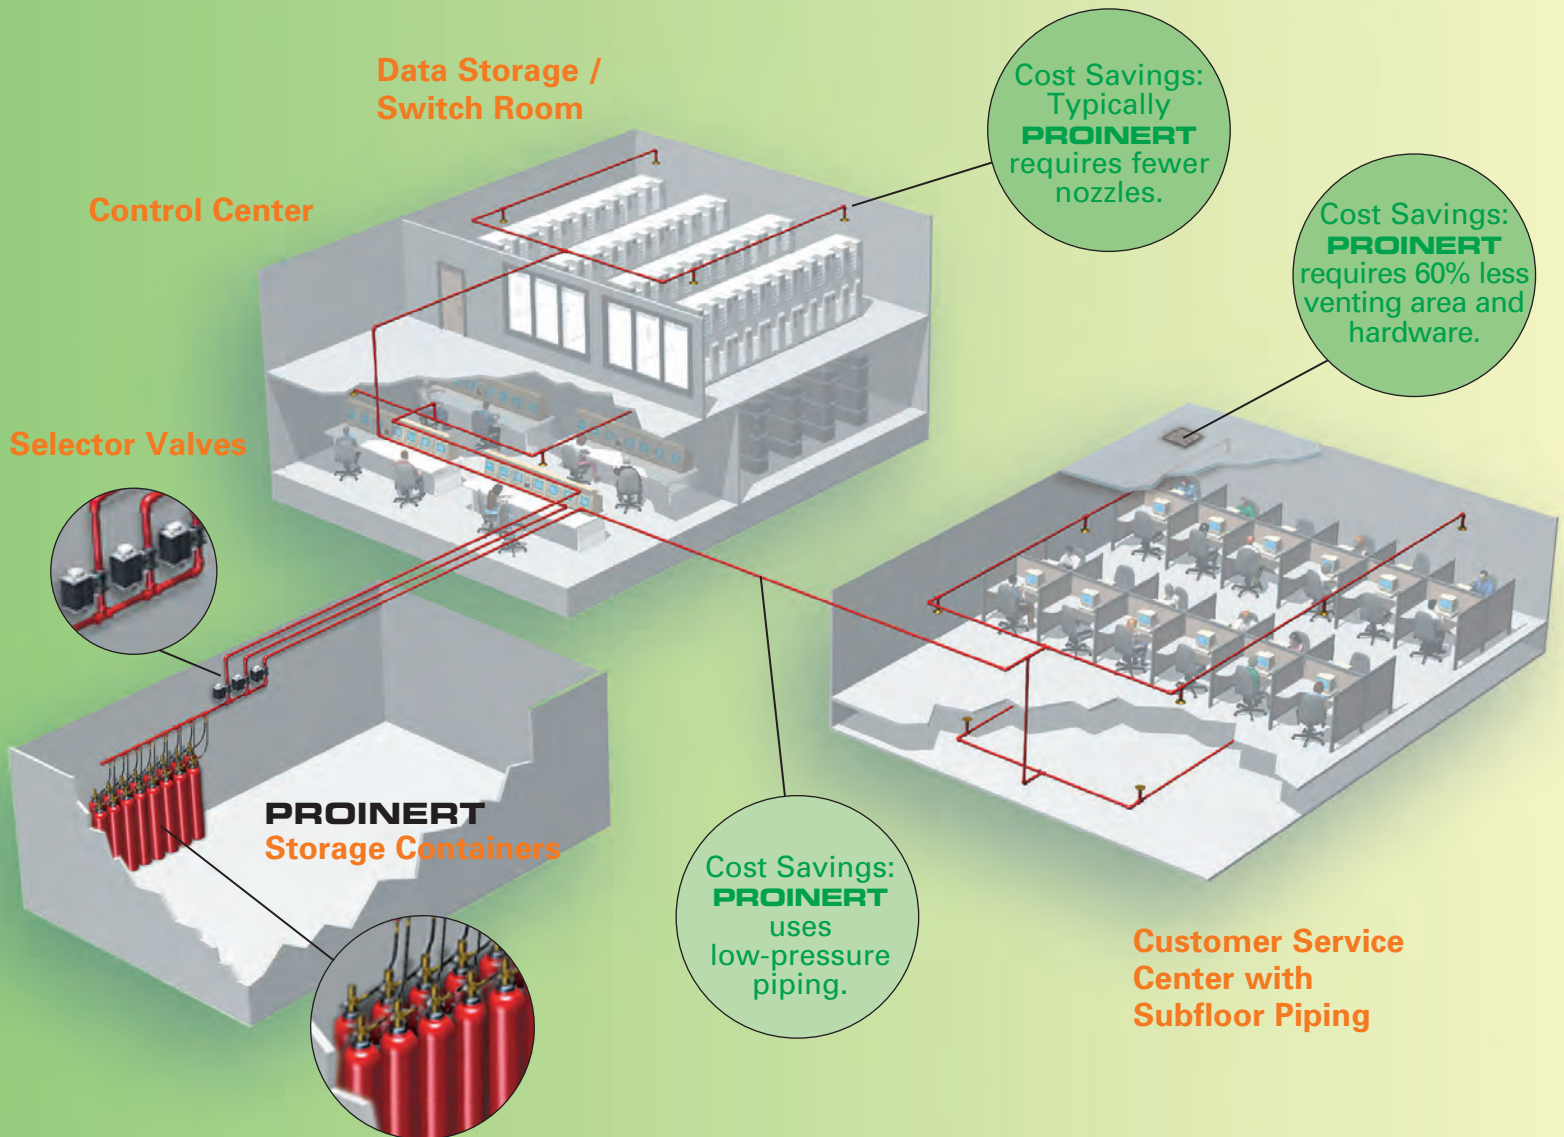 Data Storage /
Switch Room
Cost Savings:
Typically
PROINERT
requires fewer
nozzles.
Control Center
Cost Savings:
PROINERT
requires 60% less
venting area and
hardware.
Selector Valves
PROINERT
Storage Containers
Cost Savings:
PROINERT
uses
low-pressure
piping.
Customer Service
Center with
Subfloor Piping